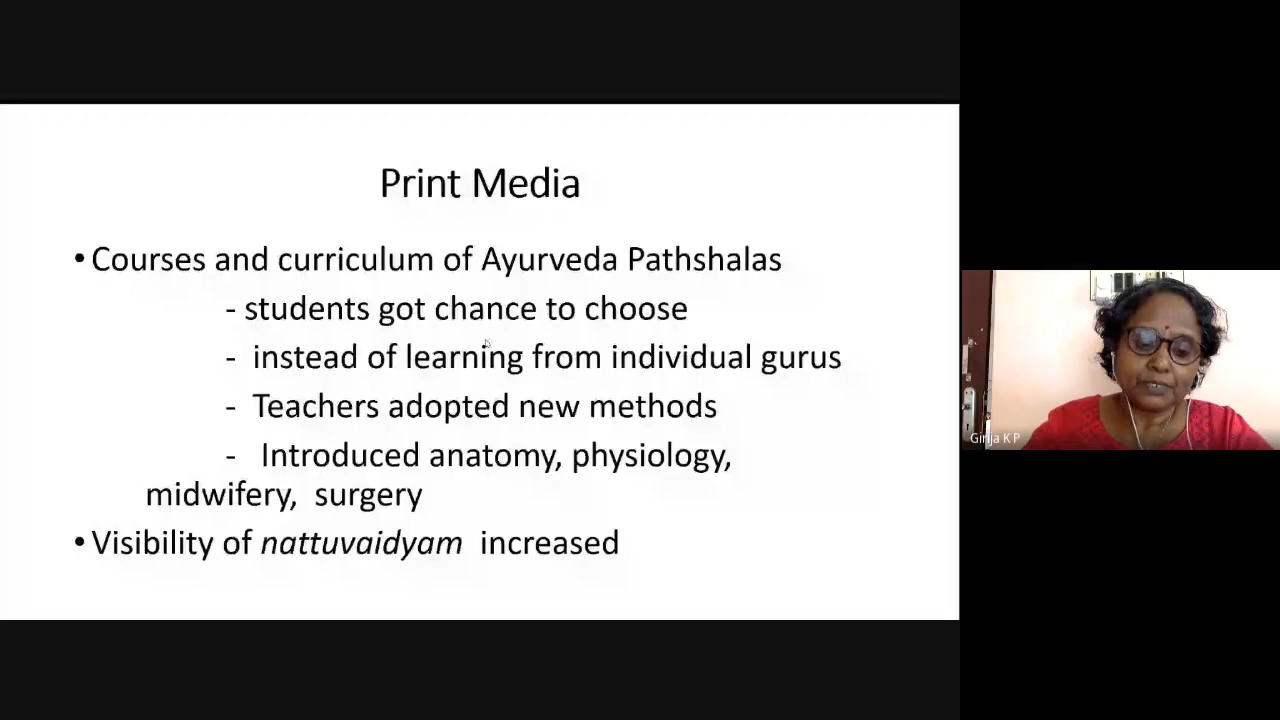 Print Media
• Courses and curriculum of Ayurveda Pathshalas
- students got chance to choose
- instead of learning from individual gurus
- Teachers adopted new methods
- Introduced anatomy, physiology,
midwifery, surgery
• Visibility of nattuvaidyam increased
Girija K P